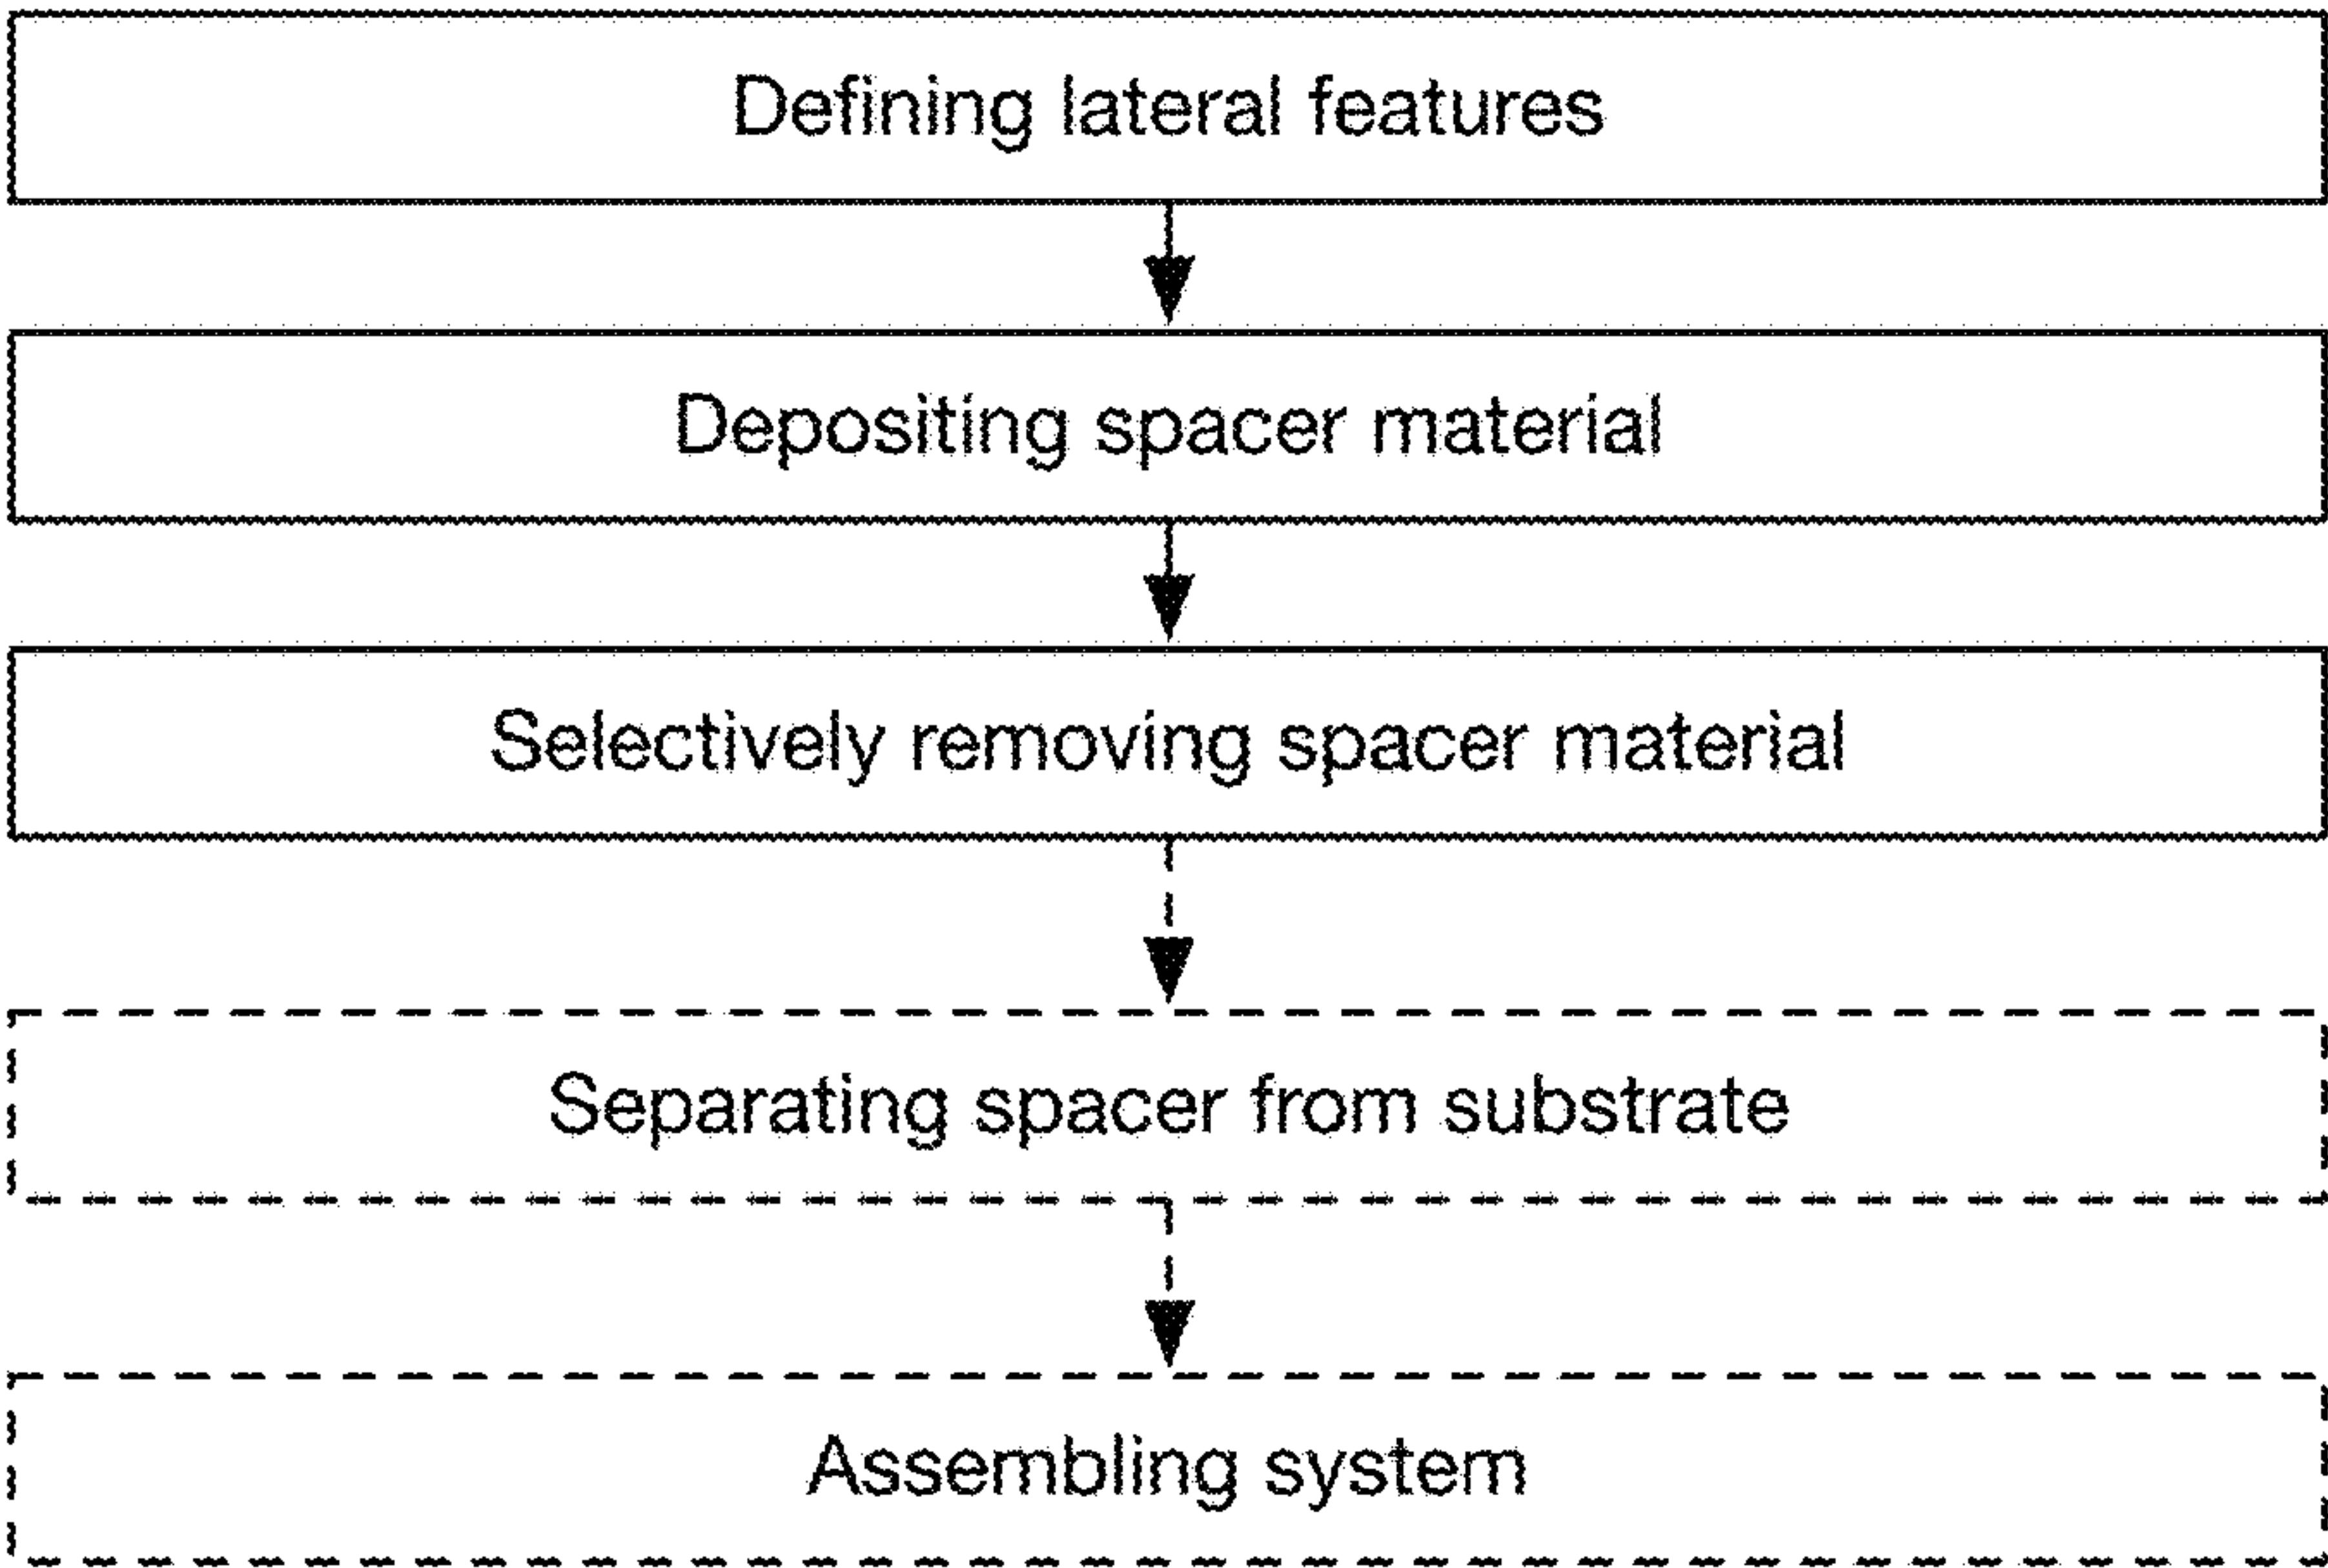 Defining lateral features
Depositing spacer material
Selectively removing spacer material
Separating spacer from substrate
Assembling system